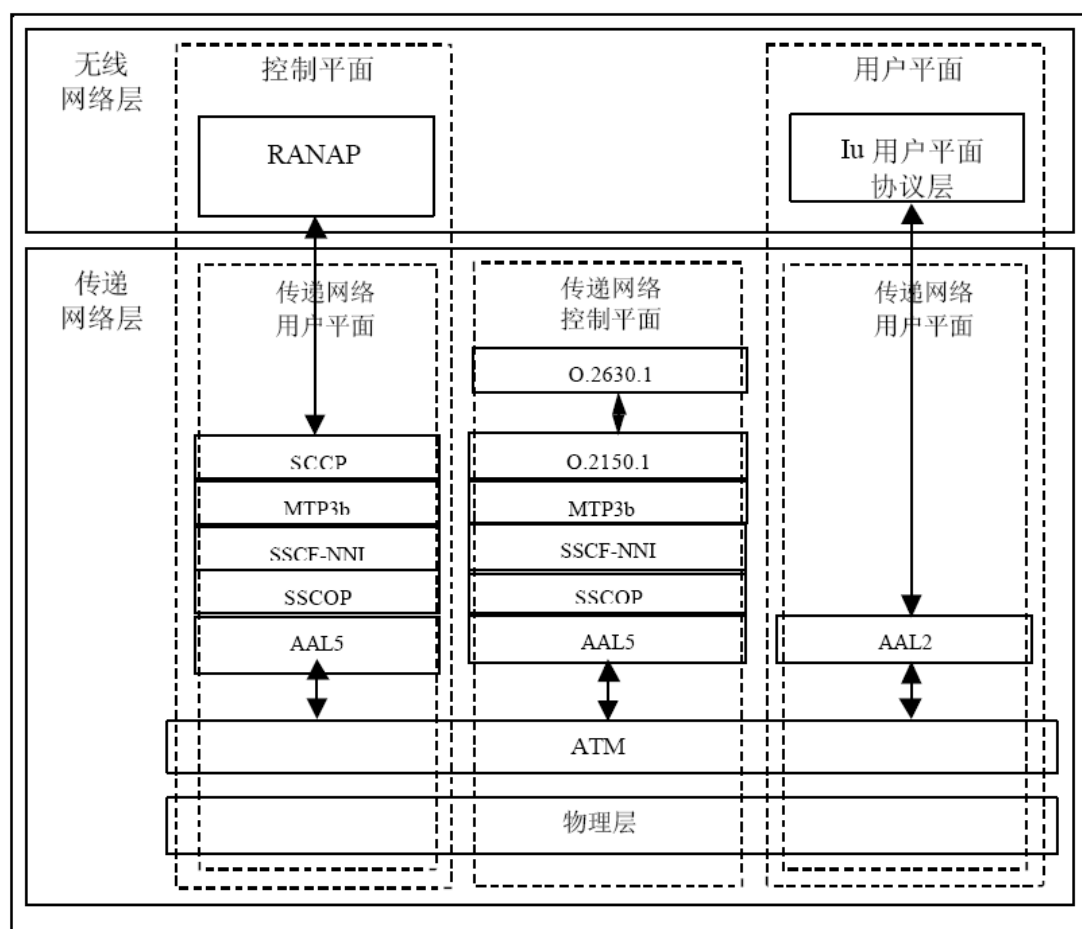 无线
网络层
控制平面
用户平面
RANAP
Iu 用户平面
协议层
传递
网络层
传递网络
用户平面
传递网络
控制平面
传递网络
用户平面
O.2630.1
SCCP
O.2150.1
MTP3b
MTP3b
SSCF-NNI
SSCF-NNI
SSCOP
SSCOP
AAL5
AAL5
AAL2
ATM
物理层